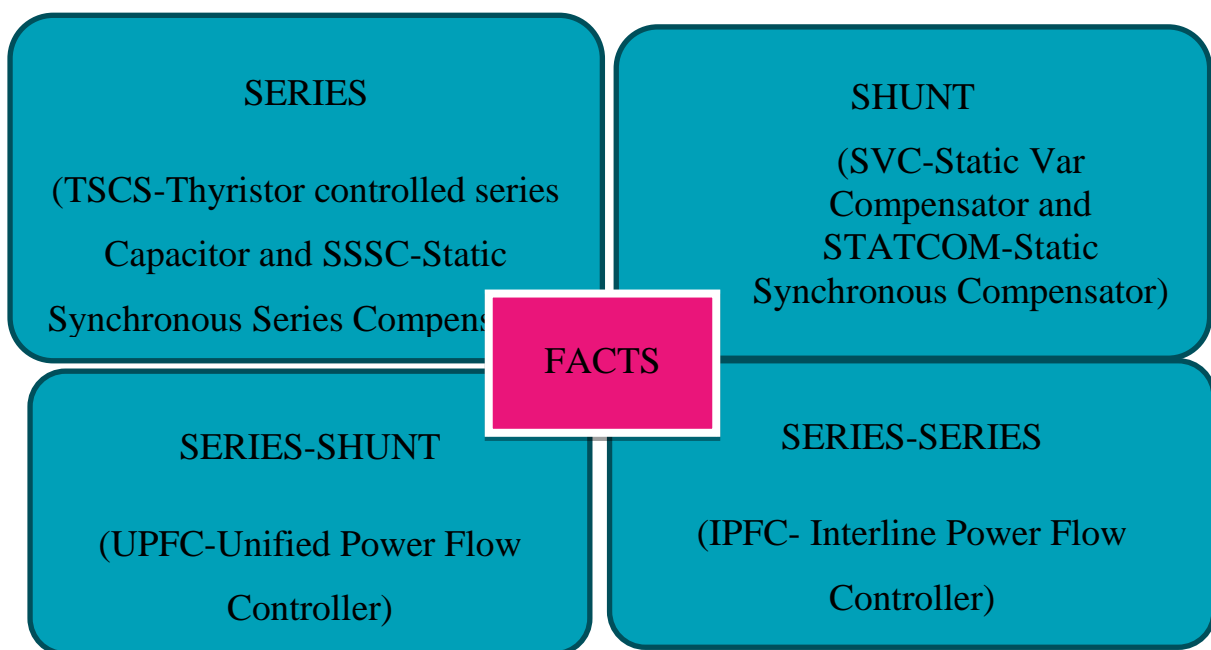 SERIES
(TSCS-Thyristor controlled series
Capacitor and SSSC-Static
Synchronous Series Compens
SHUNT
(SVC-Static Var
Compensator and
STATCOM-Static
Synchronous Compensator)
FACTS
SERIES-SHUNT
(UPFC-Unified Power Flow
Controller)
SERIES-SERIES
(IPFC- Interline Power Flow
Controller)